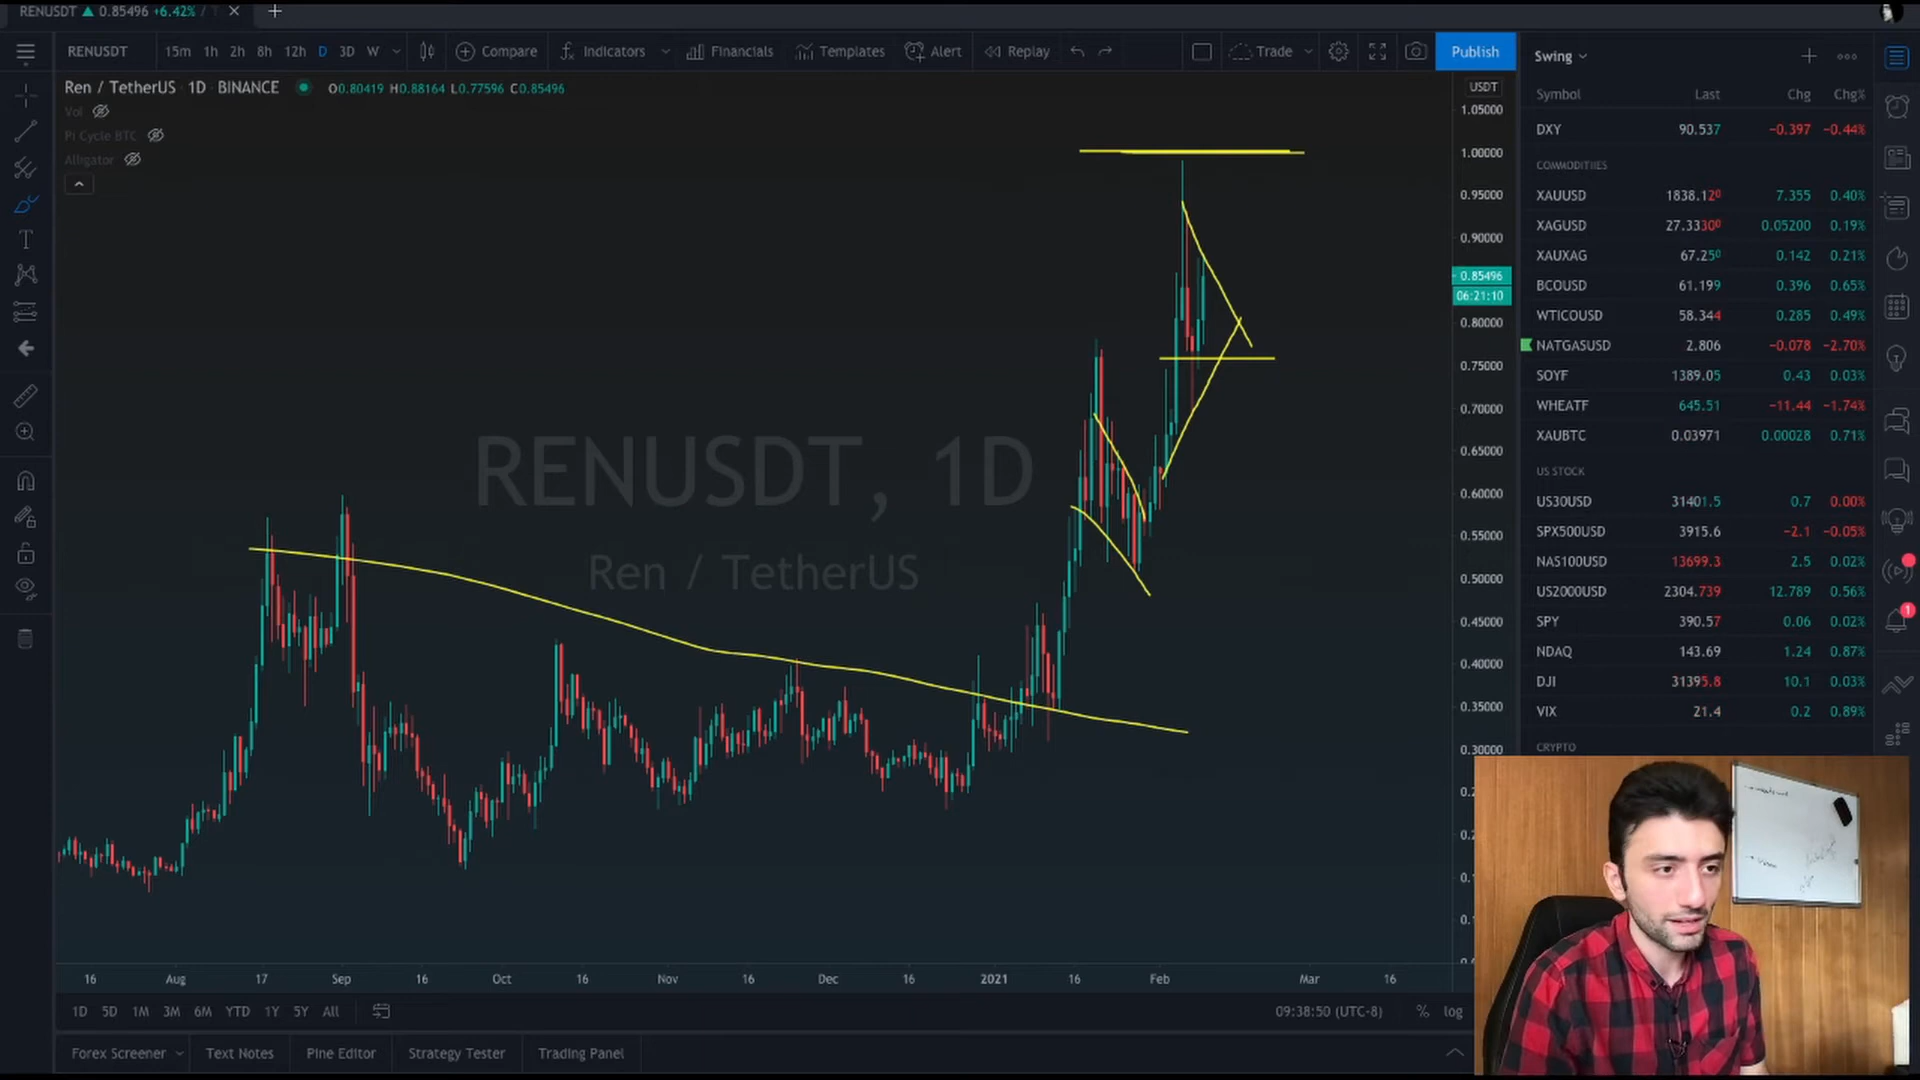 RENUSDT ▲ 0.85496 +6.42% /
RENUSDT 15m 1h 2h 8h 12h D 3D W Compare Indicators Financials Templates Alert Replay Trade Publish
Ren / TetherUS 1D BINANCE O0.80419 H0.88164 L0.77596 C0.85496
Vol
Pi Cycle BTC
Alligator
RENUSDT, 1D
Ren / TetherUS
USDT
1.05000
1.00000
0.95000
0.90000
0.85496
06:21:10
0.80000
0.75000
0.70000
0.65000
0.60000
0.55000
0.50000
0.45000
0.40000
0.35000
0.30000
16 Aug 17 Sep 16 Oct 16 Nov 16 Dec 16 2021 16 Feb Mar 16
1D 5D 1M 3M 6M YTD 1Y 5Y All 09:38:50 (UTC-8) % log
Forex Screener Text Notes Pine Editor Strategy Tester Trading Panel
Swing
Symbol Last Chg Chg%
DXY 90.537 −0.397 −0.44%
COMMODITIES
XAUUSD 1838.120 7.355 0.40%
XAGUSD 27.33300 0.05200 0.19%
XAUXAG 67.250 0.142 0.21%
BCOUSD 61.199 0.396 0.65%
WTICOUSD 58.344 0.285 0.49%
NATGASUSD 2.806 −0.078 −2.70%
SOYF 1389.05 0.43 0.03%
WHEATF 645.51 −11.44 −1.74%
XAUBTC 0.03971 0.00028 0.71%
US STOCK
US30USD 31401.5 0.7 0.00%
SPX500USD 3915.6 −2.1 −0.05%
NAS100USD 13699.3 2.5 0.02%
US2000USD 2304.739 12.789 0.56%
SPY 390.57 0.06 0.02%
NDAQ 143.69 1.24 0.87%
DJI 31395.8 10.1 0.03%
VIX 21.4 0.2 0.89%
CRYPTO
1